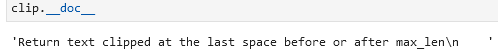 clip.__doc__
'Return text clipped at the last space before or after max_len\n    '